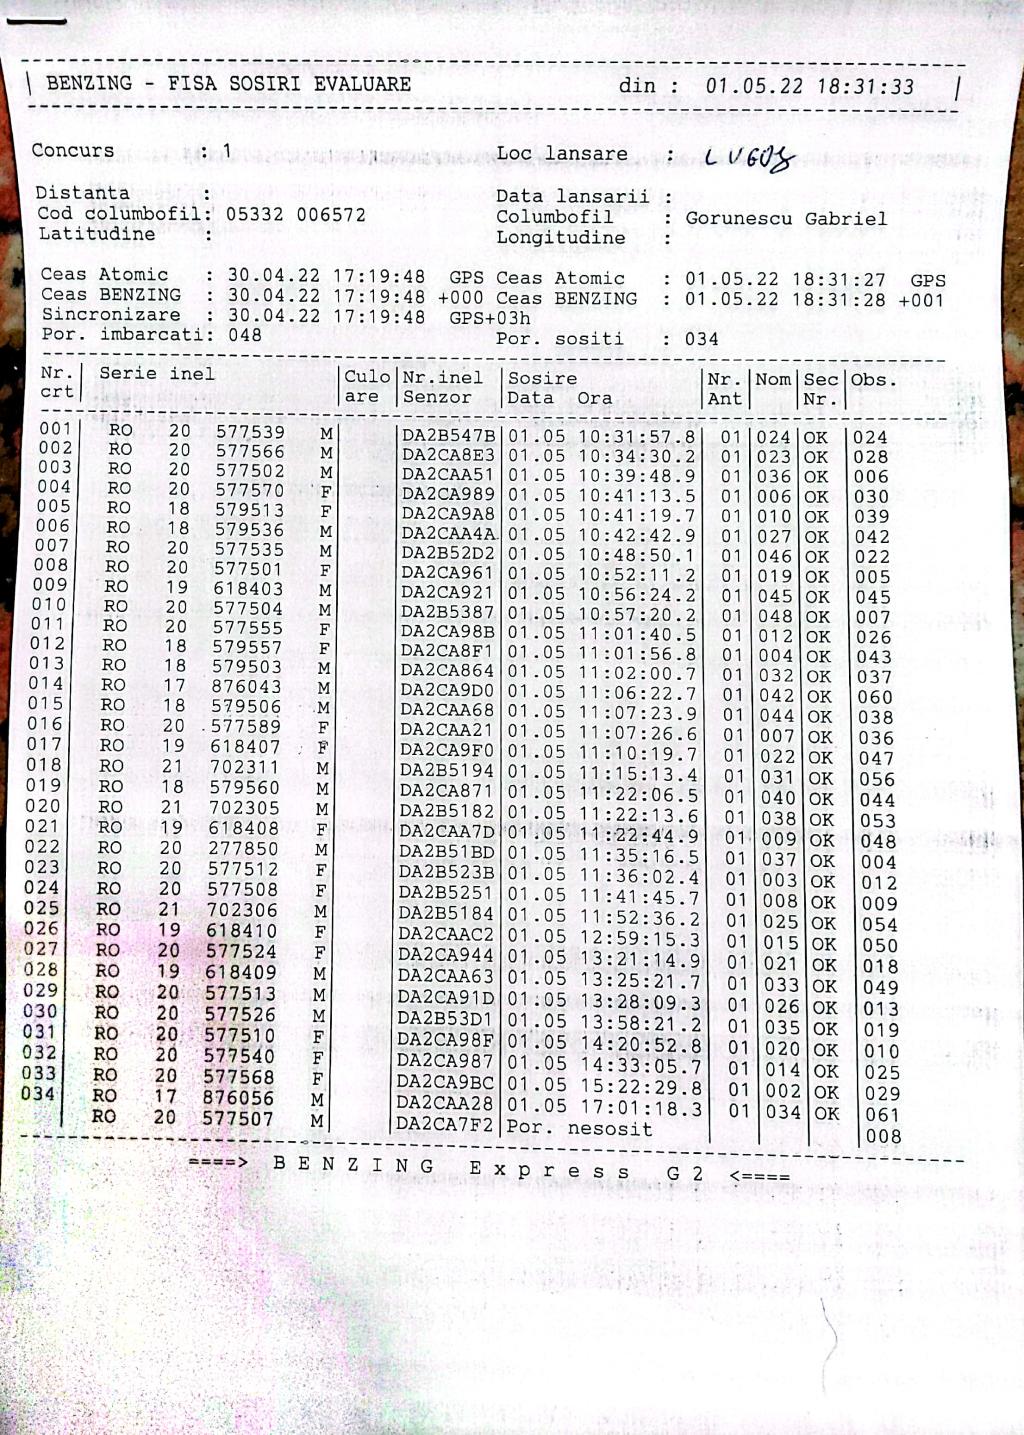 BENZING - FISA SOSIRI EVALUARE din : 01.05.22 18:31:33
Concurs : 1 Loc lansare : LUGOJ
Distanta : Data lansarii :
Cod columbofil: 05332 006572 Columbofil : Gorunescu Gabriel
Latitudine : Longitudine :
Ceas Atomic : 30.04.22 17:19:48 GPS Ceas Atomic : 01.05.22 18:31:27 GPS
Ceas BENZING : 30.04.22 17:19:48 +000 Ceas BENZING : 01.05.22 18:31:28 +001
Sincronizare : 30.04.22 17:19:48 GPS+03h
Por. imbarcati: 048 Por. sositi : 034
Nr. Serie inel Culo Nr.inel Sosire Nr. Nom Sec Obs.
crt are Senzor Data Ora Ant Nr.
001 RO 20 577539 M DA2B547B 01.05 10:31:57.8 01 024 OK 024
002 RO 20 577566 M DA2CA8E3 01.05 10:34:30.2 01 023 OK 028
003 RO 20 577502 M DA2CAA51 01.05 10:39:48.9 01 036 OK 006
004 RO 20 577570 F DA2CA989 01.05 10:41:13.5 01 006 OK 030
005 RO 18 579513 F DA2CA9A8 01.05 10:41:19.7 01 010 OK 039
006 RO 18 579536 M DA2CAA4A 01.05 10:42:42.9 01 027 OK 042
007 RO 20 577535 M DA2B52D2 01.05 10:48:50.1 01 046 OK 022
008 RO 20 577501 F DA2CA961 01.05 10:52:11.2 01 019 OK 005
009 RO 19 618403 M DA2CA921 01.05 10:56:24.2 01 045 OK 045
010 RO 20 577504 M DA2B5387 01.05 10:57:20.2 01 048 OK 007
011 RO 20 577555 F DA2CA98B 01.05 11:01:40.5 01 012 OK 026
012 RO 18 579557 F DA2CA8F1 01.05 11:01:56.8 01 004 OK 043
013 RO 18 579503 M DA2CA864 01.05 11:02:00.7 01 032 OK 037
014 RO 17 876043 M DA2CA9D0 01.05 11:06:22.7 01 042 OK 060
015 RO 18 579506 M DA2CAA68 01.05 11:07:23.9 01 044 OK 038
016 RO 20 577589 F DA2CAA21 01.05 11:07:26.6 01 007 OK 036
017 RO 19 618407 F DA2CA9F0 01.05 11:10:19.7 01 022 OK 047
018 RO 21 702311 M DA2B5194 01.05 11:15:13.4 01 031 OK 056
019 RO 18 579560 M DA2CA871 01.05 11:22:06.5 01 040 OK 044
020 RO 21 702305 M DA2B5182 01.05 11:22:13.6 01 038 OK 053
021 RO 19 618408 F DA2CAA7D 01.05 11:22:44.9 01 009 OK 048
022 RO 20 277850 M DA2B51BD 01.05 11:35:16.5 01 037 OK 004
023 RO 20 577512 F DA2B523B 01.05 11:36:02.4 01 003 OK 012
024 RO 20 577508 F DA2B5251 01.05 11:41:45.7 01 008 OK 009
025 RO 21 702306 M DA2B5184 01.05 11:52:36.2 01 025 OK 054
026 RO 19 618410 F DA2CAAC2 01.05 12:59:15.3 01 015 OK 050
027 RO 20 577524 F DA2CA944 01.05 13:21:14.9 01 021 OK 018
028 RO 19 618409 M DA2CAA63 01.05 13:25:21.7 01 033 OK 049
029 RO 20 577513 M DA2CA91D 01.05 13:28:09.3 01 026 OK 013
030 RO 20 577526 M DA2B53D1 01.05 13:58:21.2 01 035 OK 019
031 RO 20 577510 F DA2CA98F 01.05 14:20:52.8 01 020 OK 010
032 RO 20 577540 F DA2CA987 01.05 14:33:05.7 01 014 OK 025
033 RO 20 577568 F DA2CA9BC 01.05 15:22:29.8 01 002 OK 029
034 RO 17 876056 M DA2CAA28 01.05 17:01:18.3 01 034 OK 061
RO 20 577507 M DA2CA7F2 Por. nesosit 008
====> BENZING Express G2 <====